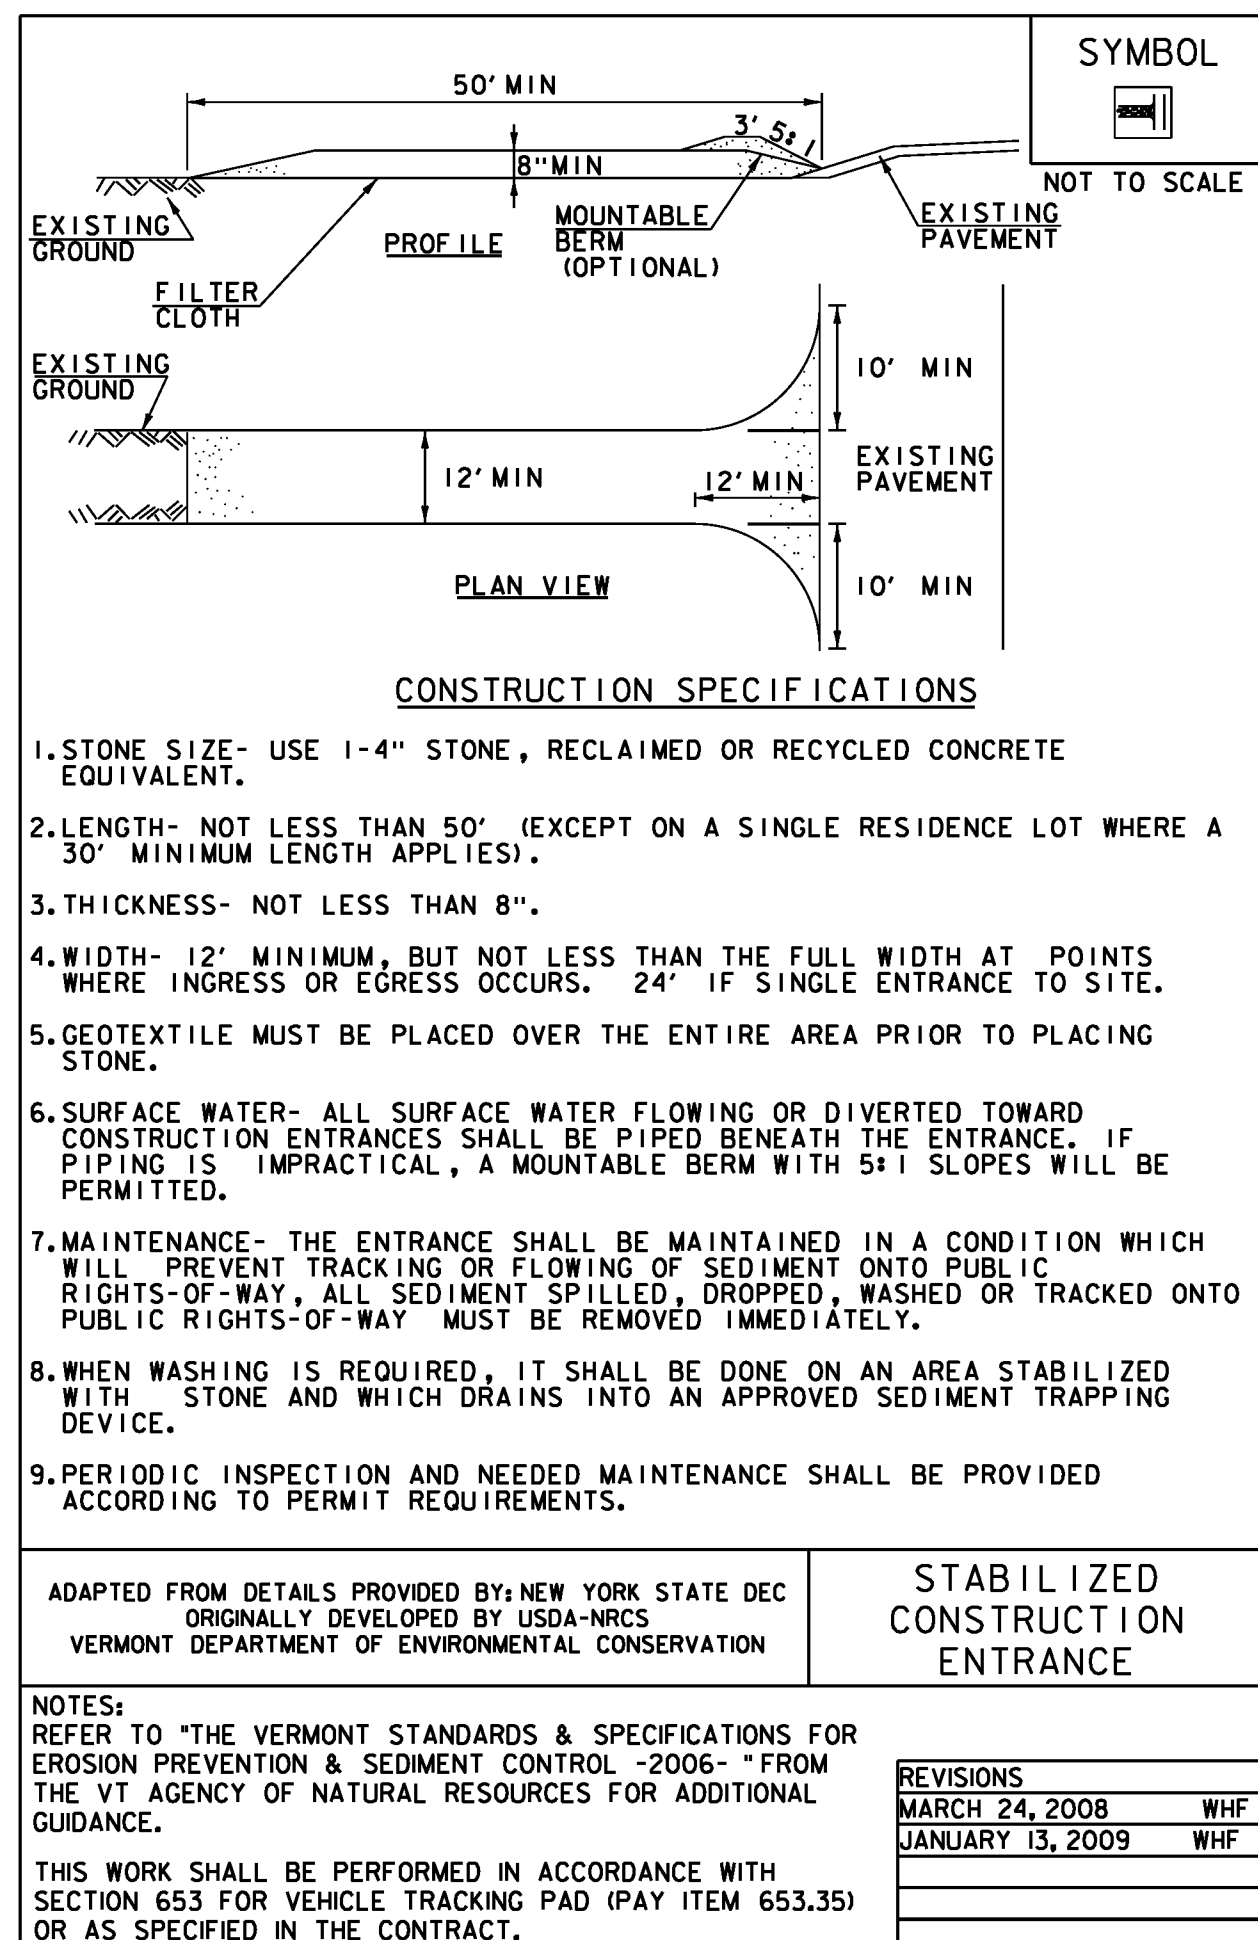 SYMBOL
50' MIN
3' 5:1
8" MIN
NOT TO SCALE
EXISTING
GROUND
PROFILE
MOUNTABLE
BERM
(OPTIONAL)
EXISTING
PAVEMENT
FILTER
CLOTH
EXISTING
GROUND
10' MIN
12' MIN
12' MIN
EXISTING
PAVEMENT
10' MIN
PLAN VIEW
CONSTRUCTION SPECIFICATIONS
1. STONE SIZE- USE 1-4" STONE, RECLAIMED OR RECYCLED CONCRETE
EQUIVALENT.
2. LENGTH- NOT LESS THAN 50' (EXCEPT ON A SINGLE RESIDENCE LOT WHERE A
30' MINIMUM LENGTH APPLIES).
3. THICKNESS- NOT LESS THAN 8".
4. WIDTH- 12' MINIMUM, BUT NOT LESS THAN THE FULL WIDTH AT POINTS
WHERE INGRESS OR EGRESS OCCURS. 24' IF SINGLE ENTRANCE TO SITE.
5. GEOTEXTILE MUST BE PLACED OVER THE ENTIRE AREA PRIOR TO PLACING
STONE.
6. SURFACE WATER- ALL SURFACE WATER FLOWING OR DIVERTED TOWARD
CONSTRUCTION ENTRANCES SHALL BE PIPED BENEATH THE ENTRANCE. IF
PIPING IS IMPRACTICAL, A MOUNTABLE BERM WITH 5:1 SLOPES WILL BE
PERMITTED.
7. MAINTENANCE- THE ENTRANCE SHALL BE MAINTAINED IN A CONDITION WHICH
WILL PREVENT TRACKING OR FLOWING OF SEDIMENT ONTO PUBLIC
RIGHTS-OF-WAY, ALL SEDIMENT SPILLED, DROPPED, WASHED OR TRACKED ONTO
PUBLIC RIGHTS-OF-WAY MUST BE REMOVED IMMEDIATELY.
8. WHEN WASHING IS REQUIRED, IT SHALL BE DONE ON AN AREA STABILIZED
WITH STONE AND WHICH DRAINS INTO AN APPROVED SEDIMENT TRAPPING
DEVICE.
9. PERIODIC INSPECTION AND NEEDED MAINTENANCE SHALL BE PROVIDED
ACCORDING TO PERMIT REQUIREMENTS.
ADAPTED FROM DETAILS PROVIDED BY: NEW YORK STATE DEC
ORIGINALLY DEVELOPED BY USDA-NRCS
VERMONT DEPARTMENT OF ENVIRONMENTAL CONSERVATION
STABILIZED
CONSTRUCTION
ENTRANCE
NOTES:
REFER TO "THE VERMONT STANDARDS & SPECIFICATIONS FOR
EROSION PREVENTION & SEDIMENT CONTROL -2006- " FROM
THE VT AGENCY OF NATURAL RESOURCES FOR ADDITIONAL
GUIDANCE.
THIS WORK SHALL BE PERFORMED IN ACCORDANCE WITH
SECTION 653 FOR VEHICLE TRACKING PAD (PAY ITEM 653.35)
OR AS SPECIFIED IN THE CONTRACT.
REVISIONS
MARCH 24, 2008 WHF
JANUARY 13, 2009 WHF